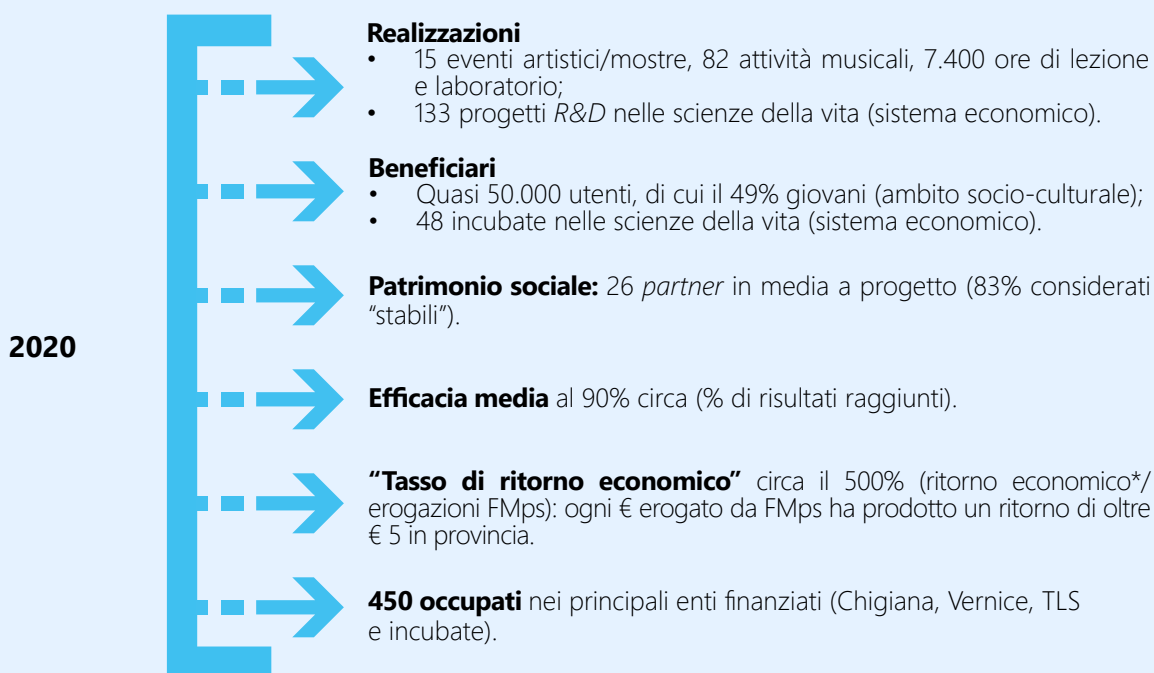 2020
Realizzazioni
• 15 eventi artistici/mostre, 82 attività musicali, 7.400 ore di lezione
e laboratorio;
• 133 progetti R&D nelle scienze della vita (sistema economico).
Beneficiari
• Quasi 50.000 utenti, di cui il 49% giovani (ambito socio-culturale);
• 48 incubate nelle scienze della vita (sistema economico).
Patrimonio sociale: 26 partner in media a progetto (83% considerati
“stabili”).
Efficacia media al 90% circa (% di risultati raggiunti).
“Tasso di ritorno economico” circa il 500% (ritorno economico*/
erogazioni FMps): ogni € erogato da FMps ha prodotto un ritorno di oltre
€ 5 in provincia.
450 occupati nei principali enti finanziati (Chigiana, Vernice, TLS
e incubate).